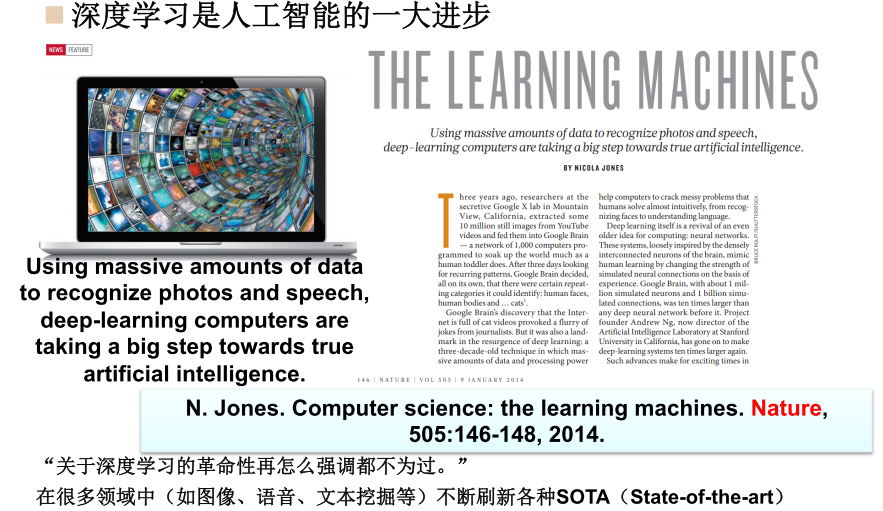 深度学习是人工智能的一大进步
NEWS FEATURE
THE LEARNING MACHINES
Using massive amounts of data to recognize photos and speech,
deep-learning computers are taking a big step towards true artificial intelligence.
BY NICOLA JONES
Three years ago, researchers at the
secretive Google X lab in Mountain
View, California, extracted some
10 million still images from YouTube
videos and fed them into Google Brain
— a network of 1,000 computers pro-
grammed to soak up the world much as a
human toddler does. After three days looking
for recurring patterns, Google Brain decided,
all on its own, that there were certain repeat-
ing categories it could identify: human faces,
human bodies and … cats¹.
Google Brain's discovery that the Inter-
net is full of cat videos provoked a flurry of
jokes from journalists. But it was also a land-
mark in the resurgence of deep learning: a
three-decade-old technique in which mas-
sive amounts of data and processing power
help computers to crack messy problems that
humans solve almost intuitively, from recog-
nizing faces to understanding language.
Deep learning itself is a revival of an even
older idea for computing: neural networks.
These systems, loosely inspired by the densely
interconnected neurons of the brain, mimic
human learning by changing the strength of
simulated neural connections on the basis of
experience. Google Brain, with about 1 mil-
lion simulated neurons and 1 billion simu-
lated connections, was ten times larger than
any deep neural network before it. Project
founder Andrew Ng, now director of the
Artificial Intelligence Laboratory at Stanford
University in California, has gone on to make
deep-learning systems ten times larger again.
Such advances make for exciting times in
BRUCE ROLFF/SHUTTERSTOCK
146 | NATURE | VOL 505 | 9 JANUARY 2014
Using massive amounts of data
to recognize photos and speech,
deep-learning computers are
taking a big step towards true
artificial intelligence.
N. Jones. Computer science: the learning machines. Nature,
505:146-148, 2014.
“关于深度学习的革命性再怎么强调都不为过。”
在很多领域中（如图像、语音、文本挖掘等）不断刷新各种SOTA（State-of-the-art）